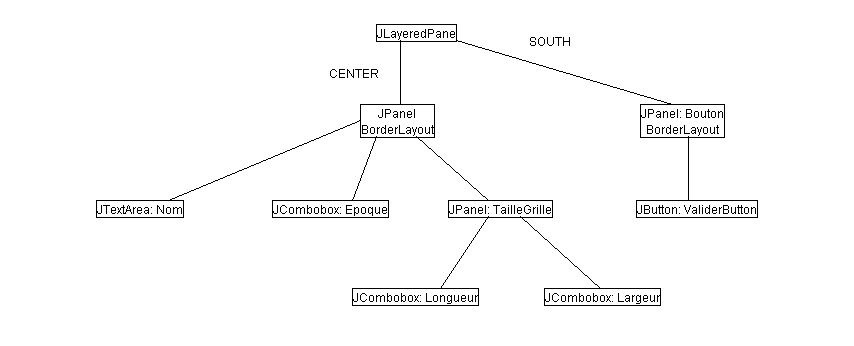 JLayeredPane
SOUTH
CENTER
JPanel
BorderLayout
JPanel: Bouton
BorderLayout
JTextArea: Nom
JCombobox: Epoque
JPanel: TailleGrille
JButton: ValiderButton
JCombobox: Longueur
JCombobox: Largeur